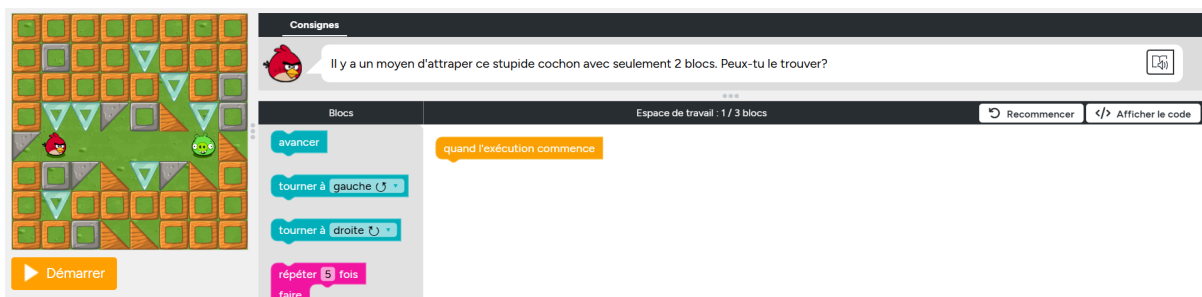 Consignes
Il y a un moyen d'attraper ce stupide cochon avec seulement 2 blocs. Peux-tu le trouver?
Blocs
Espace de travail : 1 / 3 blocs
Recommencer
</> Afficher le code
avancer
quand l'exécution commence
tourner à gauche ↺
tourner à droite ↻
répéter 5 fois
faire
Démarrer